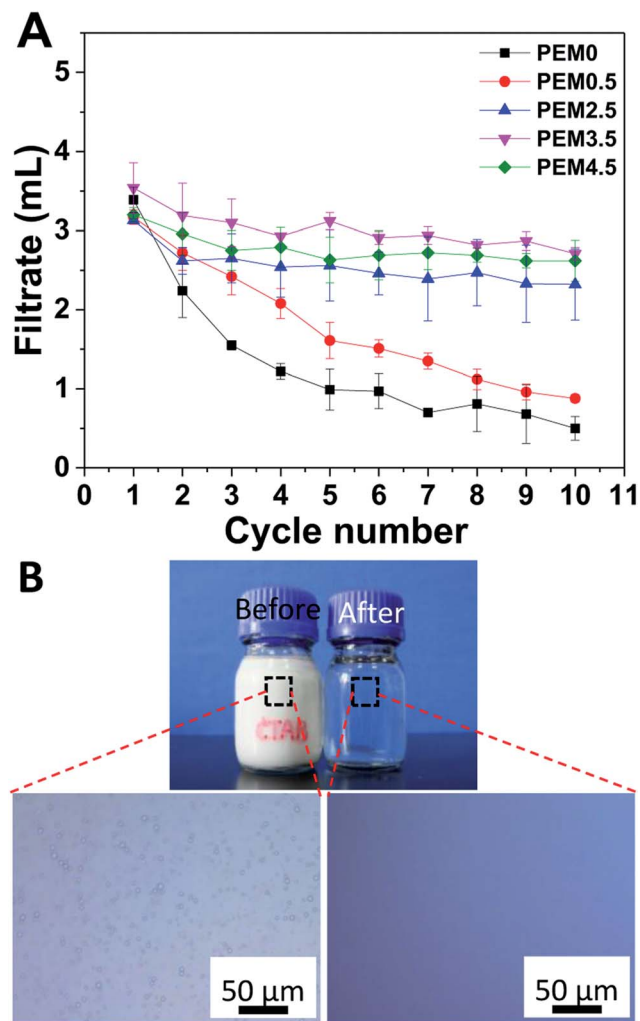 A
5
4
3
2
1
0
Filtrate (mL)
PEM0
PEM0.5
PEM2.5
PEM3.5
PEM4.5
0 1 2 3 4 5 6 7 8 9 10 11
Cycle number
B
Before After
CTAB
50 μm 50 μm